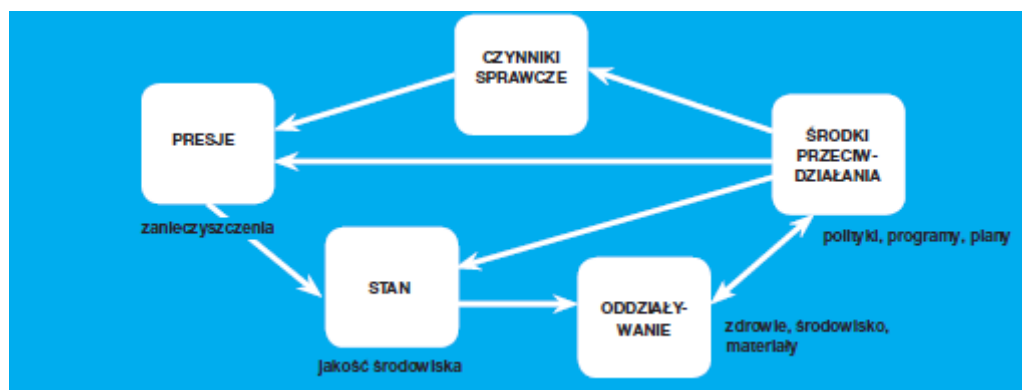 CZYNNIKI
SPRAWCZE
PRESJE
ŚRODKI
PRZECIW-
DZIAŁANIA
zanieczyszczenia
polityki, programy, plany
STAN
ODDZIAŁY-
WANIE
zdrowie, środowisko,
materiały
jakość środowiska